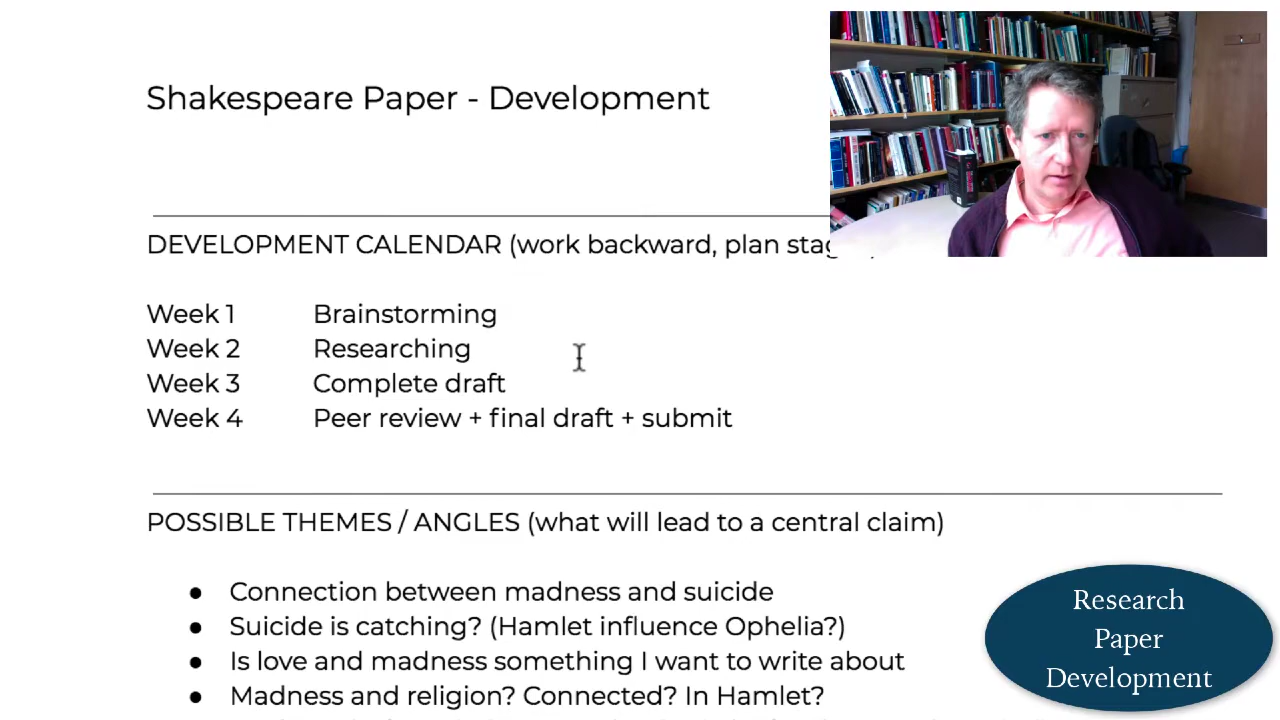 Shakespeare Paper - Development
DEVELOPMENT CALENDAR (work backward, plan
Week 1 Brainstorming
Week 2 Researching
Week 3 Complete draft
Week 4 Peer review + final draft + submit
POSSIBLE THEMES / ANGLES (what will lead to a central claim)
● Connection between madness and suicide
● Suicide is catching? (Hamlet influence Ophelia?)
● Is love and madness something I want to write about
● Madness and religion? Connected? In Hamlet?
Research
Paper
Development